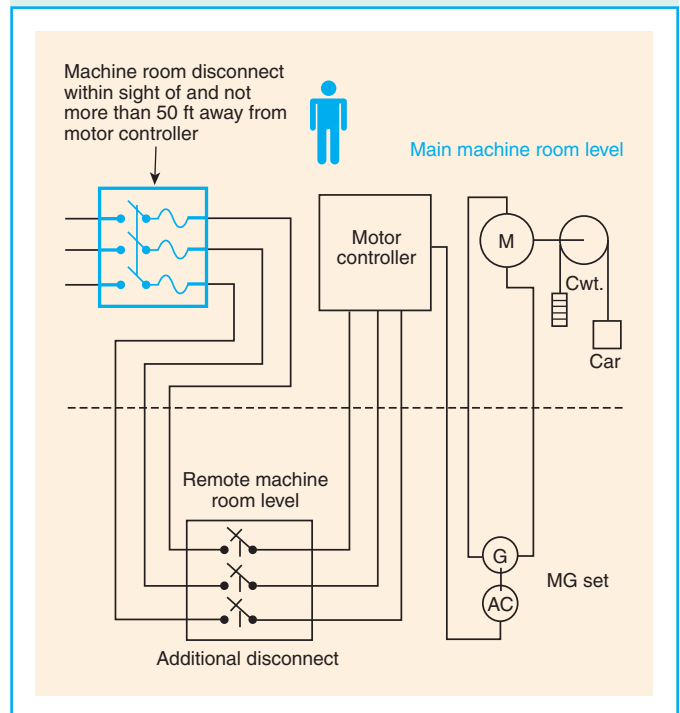 Machine room disconnect
within sight of and not
more than 50 ft away from
motor controller
Main machine room level
Motor
controller
M
Cwt.
Car
Remote machine
room level
G
MG set
AC
Additional disconnect